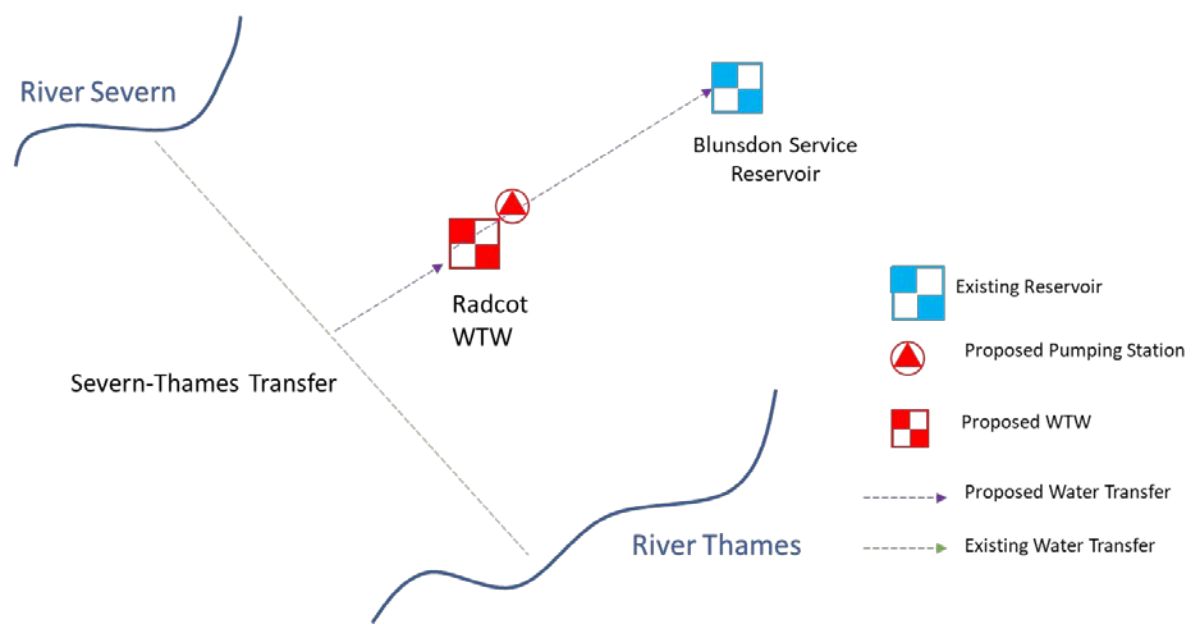 River Severn
Blunsdon Service
Reservoir
Radcot
WTW
Severn-Thames Transfer
River Thames
Existing Reservoir
Proposed Pumping Station
Proposed WTW
Proposed Water Transfer
Existing Water Transfer